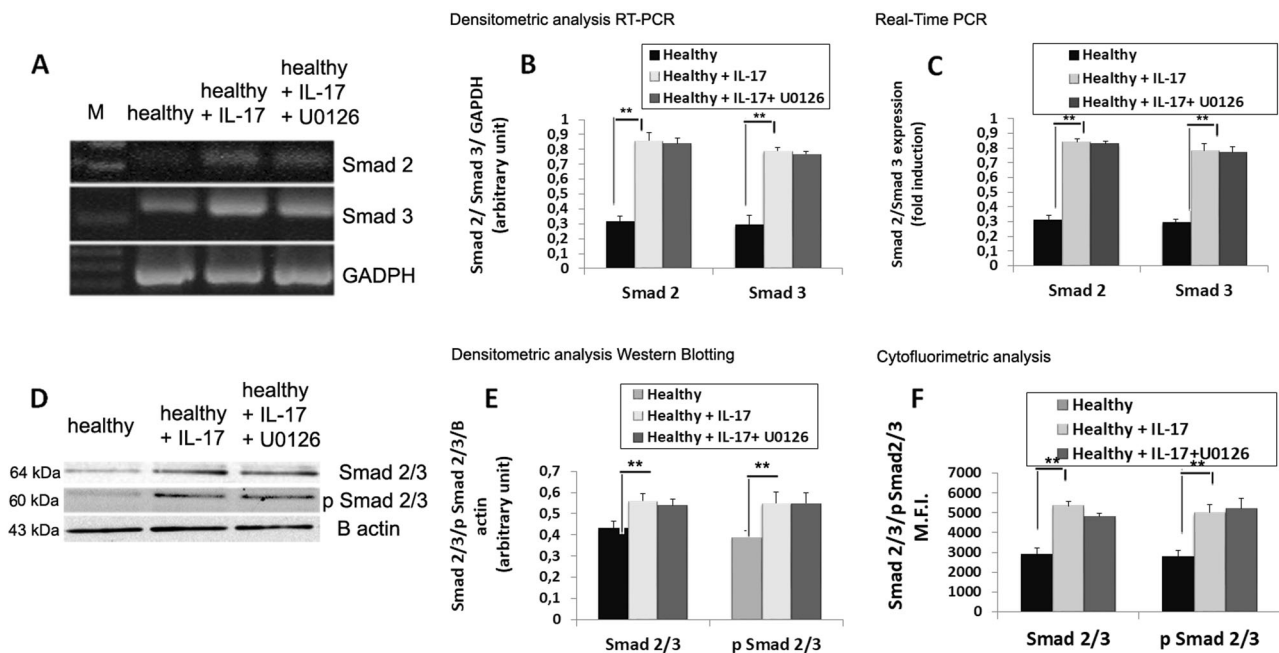 Densitometric analysis RT-PCR
Real-Time PCR
A
M
healthy
healthy
+ IL-17
healthy
+ IL-17
+ U0126
Smad 2
Smad 3
GADPH
B
Healthy
Healthy + IL-17
Healthy + IL-17+ U0126
Smad 2/ Smad 3/ GAPDH
(arbitrary unit)
**
**
1
0,9
0,8
0,7
0,6
0,5
0,4
0,3
0,2
0,1
0
Smad 2
Smad 3
C
Healthy
Healthy + IL-17
Healthy + IL-17+ U0126
Smad 2/Smad 3 expression
(fold induction)
**
**
1
0,9
0,8
0,7
0,6
0,5
0,4
0,3
0,2
0,1
0
Smad 2
Smad 3
Densitometric analysis Western Blotting
Cytofluorimetric analysis
D
healthy
healthy
+ IL-17
healthy
+ IL-17
+ U0126
64 kDa
Smad 2/3
60 kDa
p Smad 2/3
43 kDa
B actin
E
Healthy
Healthy + IL-17
Healthy + IL-17+ U0126
Smad 2/3/p Smad 2/3/B
actin
(arbitrary unit)
**
**
0,7
0,6
0,5
0,4
0,3
0,2
0,1
0
Smad 2/3
p Smad 2/3
F
Healthy
Healthy + IL-17
Healthy + IL-17+U0126
Smad 2/3/p Smad2/3
M.F.I.
**
**
7000
6000
5000
4000
3000
2000
1000
0
Smad 2/3
p Smad 2/3